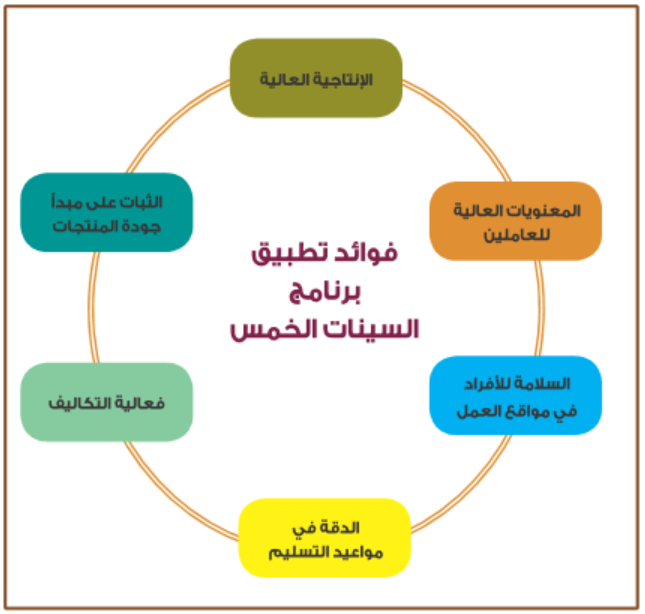 الإنتاجية العالية
المعنويات العالية
للعاملين
السلامة للأفراد
في مواقع العمل
الدقة في
مواعيد التسليم
فعالية التكاليف
الثبات على مبدأ
جودة المنتجات
فوائد تطبيق
برنامج
السينات الخمس